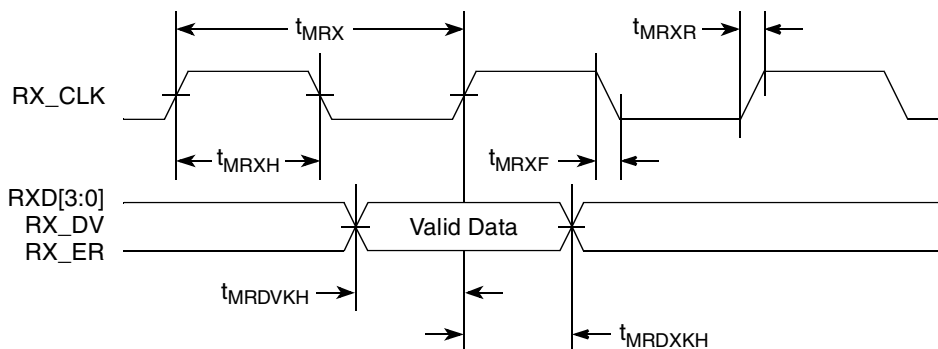 tMRX
tMRXR
RX_CLK
tMRXH
tMRXF
RXD[3:0]
RX_DV
RX_ER
Valid Data
tMRDVKH
tMRDXKH